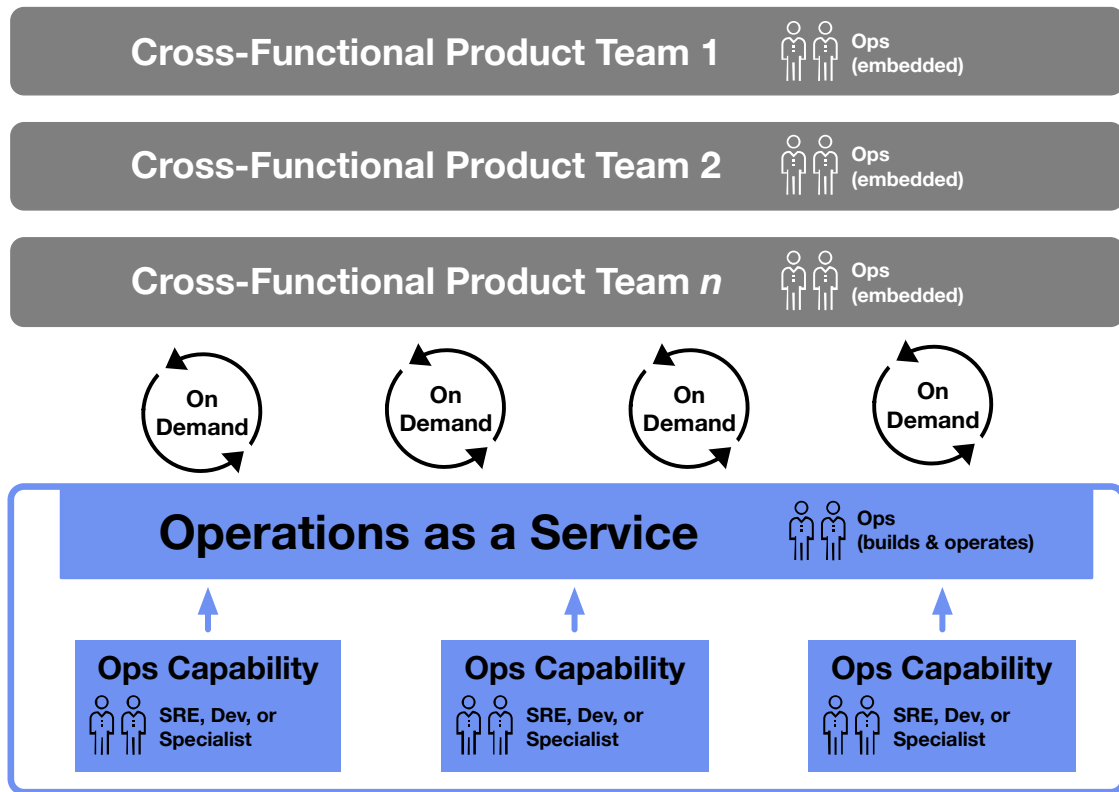 Cross-Functional Product Team 1
Ops
(embedded)
Cross-Functional Product Team 2
Ops
(embedded)
Cross-Functional Product Team n
Ops
(embedded)
On
Demand
On
Demand
On
Demand
On
Demand
Operations as a Service
Ops
(builds & operates)
Ops Capability
SRE, Dev, or
Specialist
Ops Capability
SRE, Dev, or
Specialist
Ops Capability
SRE, Dev, or
Specialist